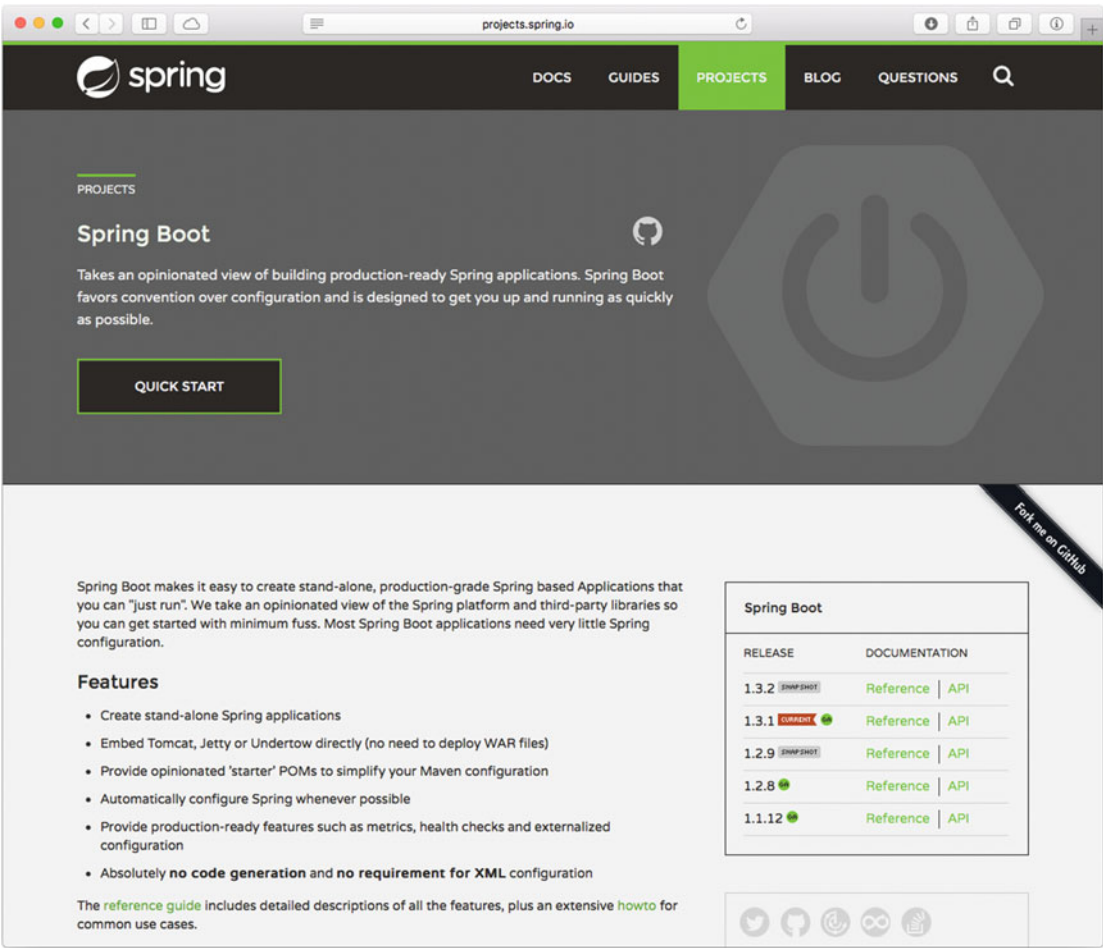 projects.spring.io
spring
DOCS GUIDES PROJECTS BLOG QUESTIONS
PROJECTS
Spring Boot
Takes an opinionated view of building production-ready Spring applications. Spring Boot
favors convention over configuration and is designed to get you up and running as quickly
as possible.
QUICK START
Fork me on GitHub
Spring Boot makes it easy to create stand-alone, production-grade Spring based Applications that
you can "just run". We take an opinionated view of the Spring platform and third-party libraries so
you can get started with minimum fuss. Most Spring Boot applications need very little Spring
configuration.
Features
• Create stand-alone Spring applications
• Embed Tomcat, Jetty or Undertow directly (no need to deploy WAR files)
• Provide opinionated 'starter' POMs to simplify your Maven configuration
• Automatically configure Spring whenever possible
• Provide production-ready features such as metrics, health checks and externalized
configuration
• Absolutely no code generation and no requirement for XML configuration
The reference guide includes detailed descriptions of all the features, plus an extensive howto for
common use cases.
Spring Boot
RELEASE DOCUMENTATION
1.3.2 SNAPSHOT Reference | API
1.3.1 CURRENT GA Reference | API
1.2.9 SNAPSHOT Reference | API
1.2.8 GA Reference | API
1.1.12 GA Reference | API